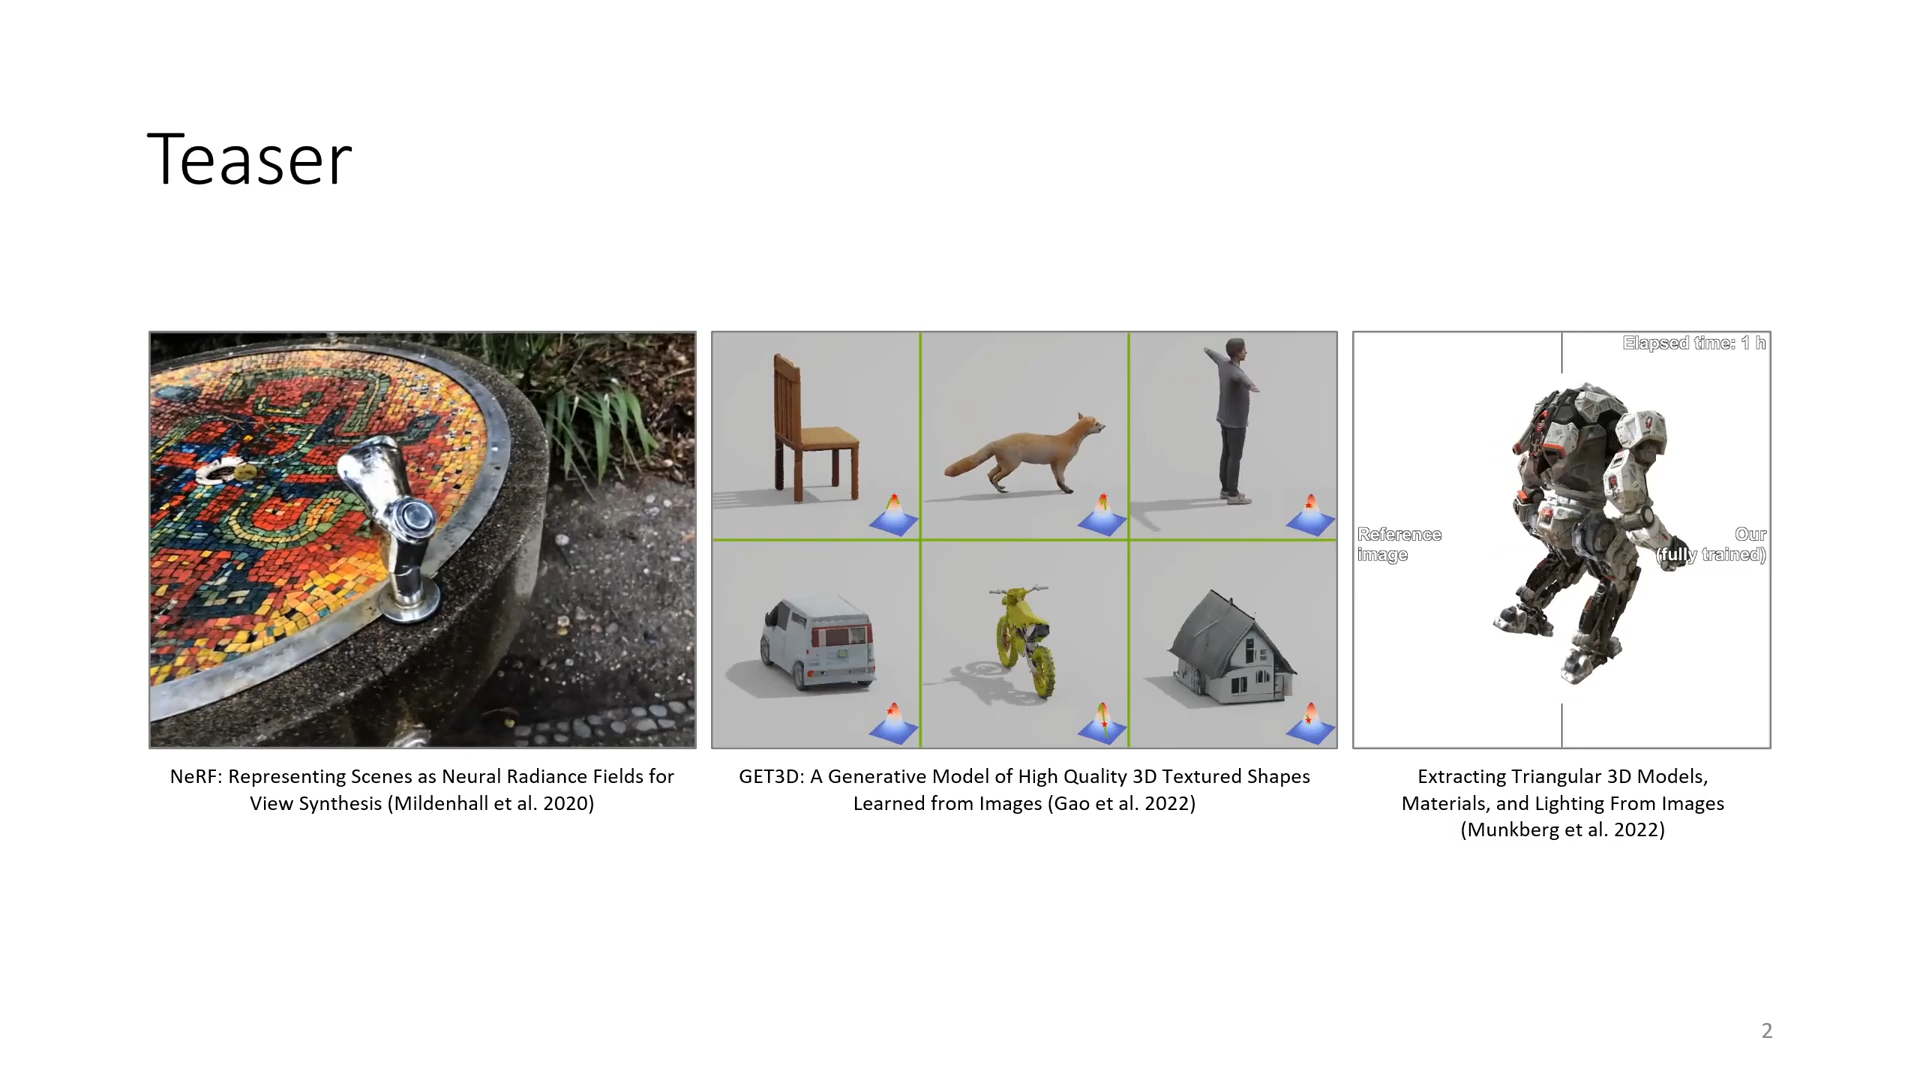 Teaser
Elapsed time: 1 h
Reference
image
Our
(fully trained)
NeRF: Representing Scenes as Neural Radiance Fields for
View Synthesis (Mildenhall et al. 2020)
GET3D: A Generative Model of High Quality 3D Textured Shapes
Learned from Images (Gao et al. 2022)
Extracting Triangular 3D Models,
Materials, and Lighting From Images
(Munkberg et al. 2022)
2